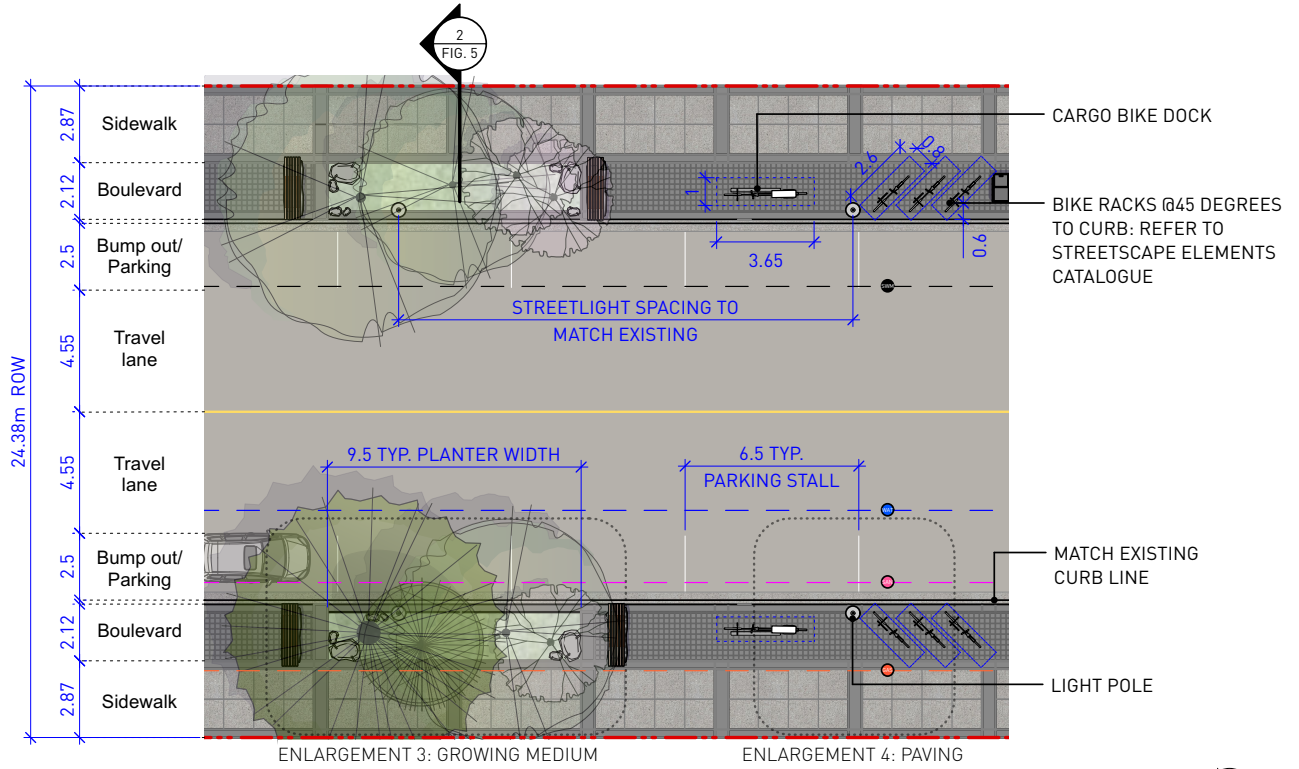 2
FIG. 5
24.38m ROW
2.87
Sidewalk
2.12
Boulevard
2.5
Bump out/
Parking
4.55
Travel
lane
4.55
Travel
lane
2.5
Bump out/
Parking
2.12
Boulevard
2.87
Sidewalk
CARGO BIKE DOCK
BIKE RACKS @45 DEGREES
TO CURB: REFER TO
STREETSCAPE ELEMENTS
CATALOGUE
2.6
0.8
1
3.65
0.6
SWM
STREETLIGHT SPACING TO
MATCH EXISTING
9.5 TYP. PLANTER WIDTH
6.5 TYP.
PARKING STALL
WAT
MATCH EXISTING
CURB LINE
LIGHT POLE
ENLARGEMENT 3: GROWING MEDIUM
ENLARGEMENT 4: PAVING